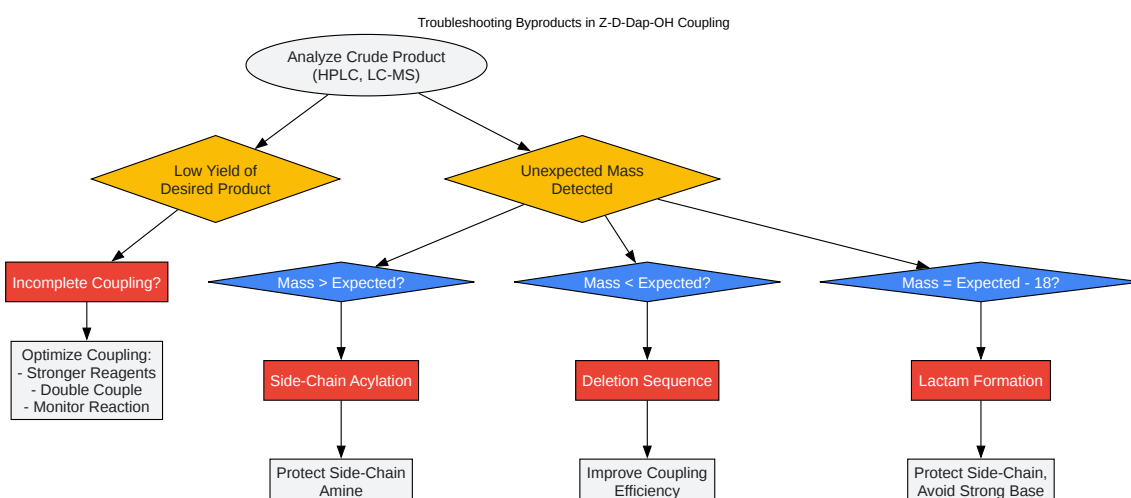 Troubleshooting Byproducts in Z-D-Dap-OH Coupling
Analyze Crude Product
(HPLC, LC-MS)
Low Yield of
Desired Product
Unexpected Mass
Detected
Incomplete Coupling?
Mass > Expected?
Mass < Expected?
Mass = Expected - 18?
Optimize Coupling:
- Stronger Reagents
- Double Couple
- Monitor Reaction
Side-Chain Acylation
Deletion Sequence
Lactam Formation
Protect Side-Chain
Amine
Improve Coupling
Efficiency
Protect Side-Chain,
Avoid Strong Base